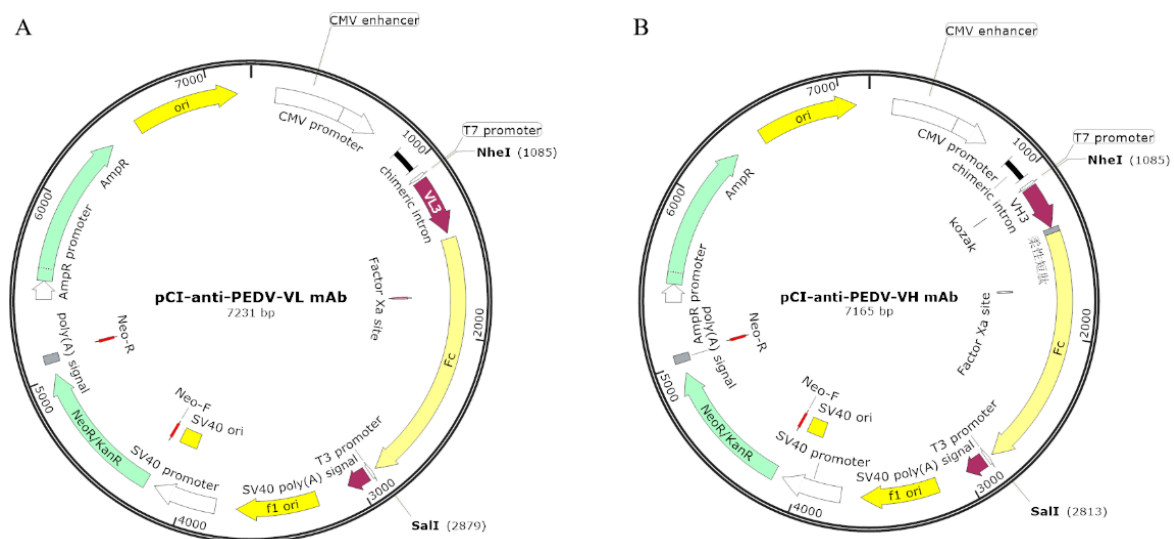 A
CMV enhancer
CMV promoter
1000
T7 promoter
NheI (1085)
chimeric intron
VL3
Factor Xa site
2000
Fc
T3 promoter
3000
SalI (2879)
SV40 poly(A) signal
f1 ori
4000
SV40 promoter
SV40 ori
Neo-F
NeoR/KanR
5000
poly(A) signal
Neo-R
AmpR promoter
6000
AmpR
7000
ori
pCI-anti-PEDV-VL mAb
7231 bp
B
CMV enhancer
CMV promoter
1000
T7 promoter
NheI (1085)
chimeric intron
VH3
kozak
柔性短肽
Factor Xa site
2000
Fc
T3 promoter
3000
SalI (2813)
SV40 poly(A) signal
f1 ori
4000
SV40 promoter
SV40 ori
Neo-F
NeoR/KanR
5000
poly(A) signal
Neo-R
AmpR promoter
6000
AmpR
7000
ori
pCI-anti-PEDV-VH mAb
7165 bp